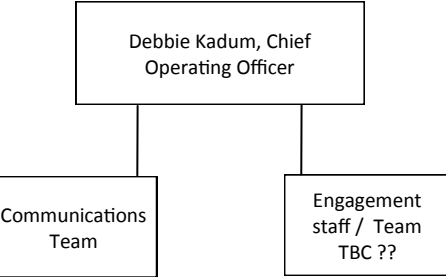 Debbie Kadum, Chief
Operating Officer
Communications
Team
Engagement
staff /  Team
TBC ??